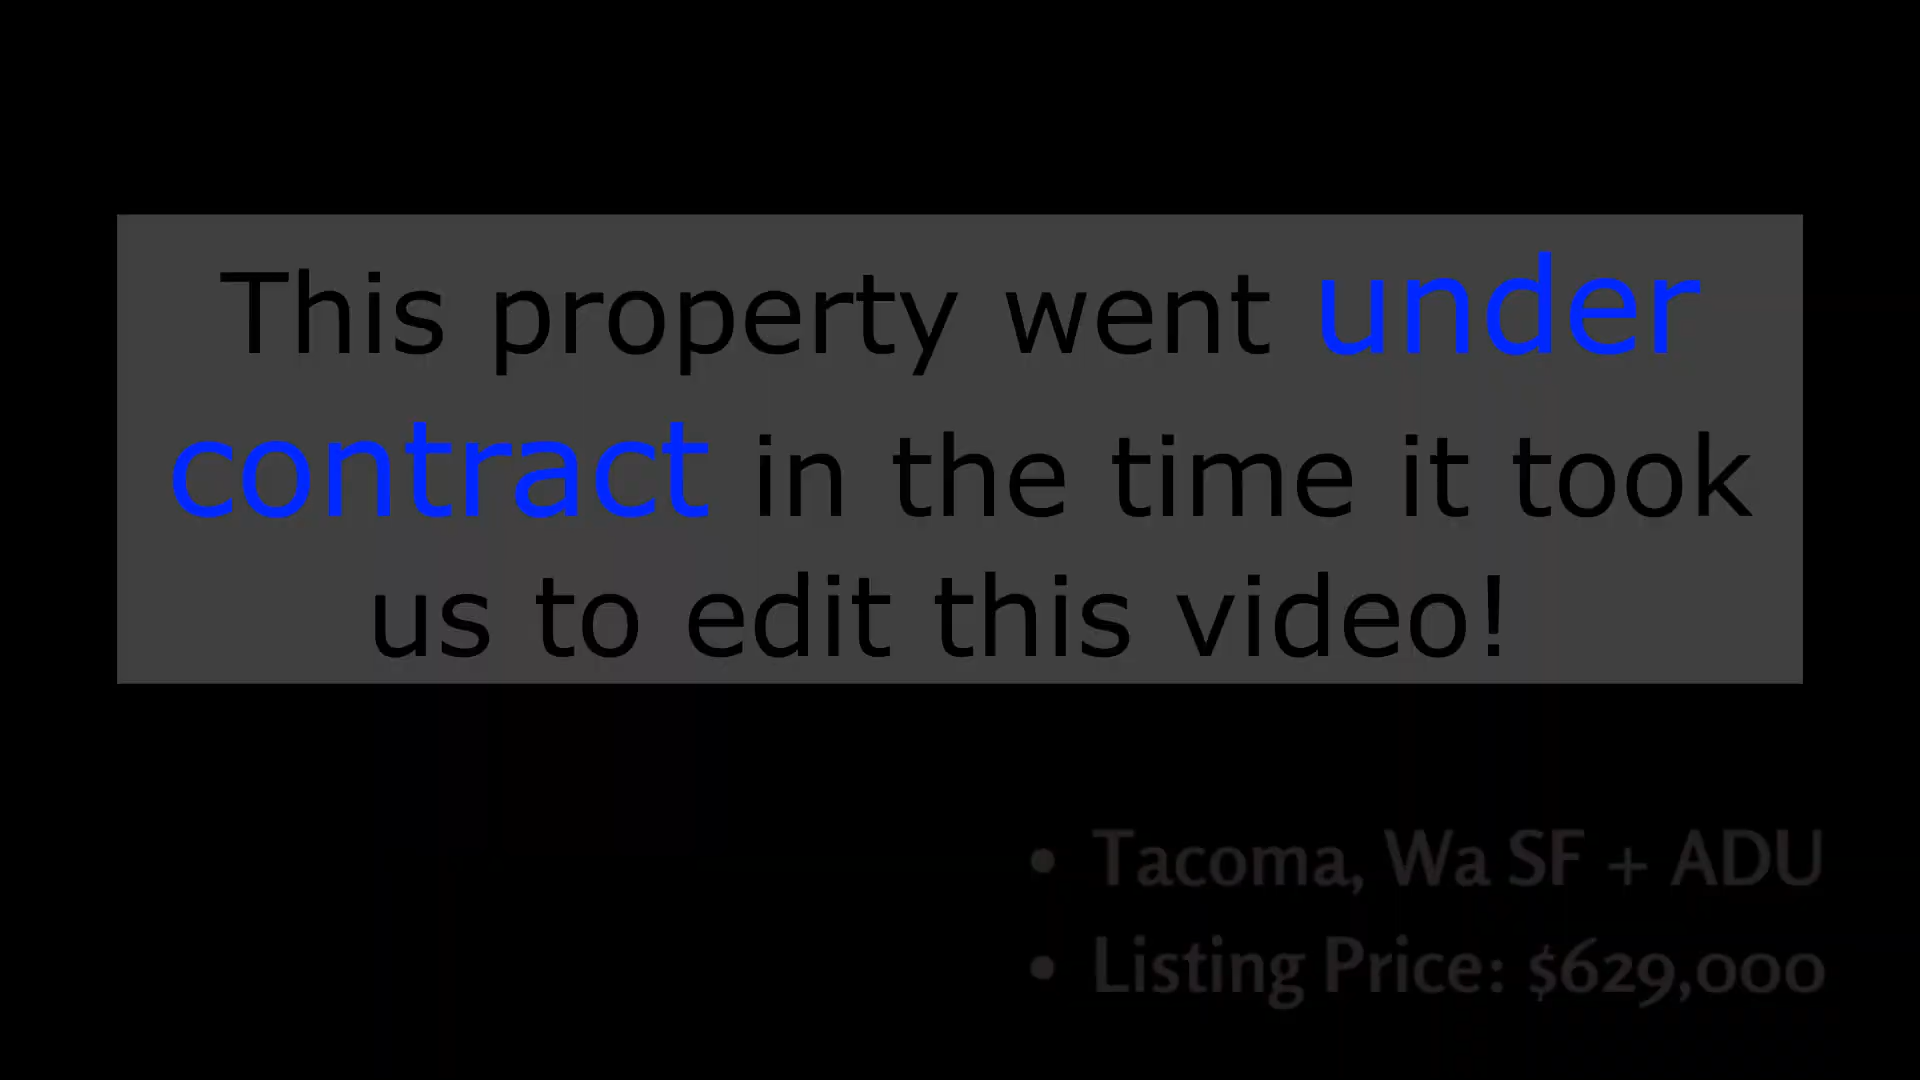 This property went under
contract in the time it took
us to edit this video!
• Tacoma, Wa SF + ADU
• Listing Price: $629,000